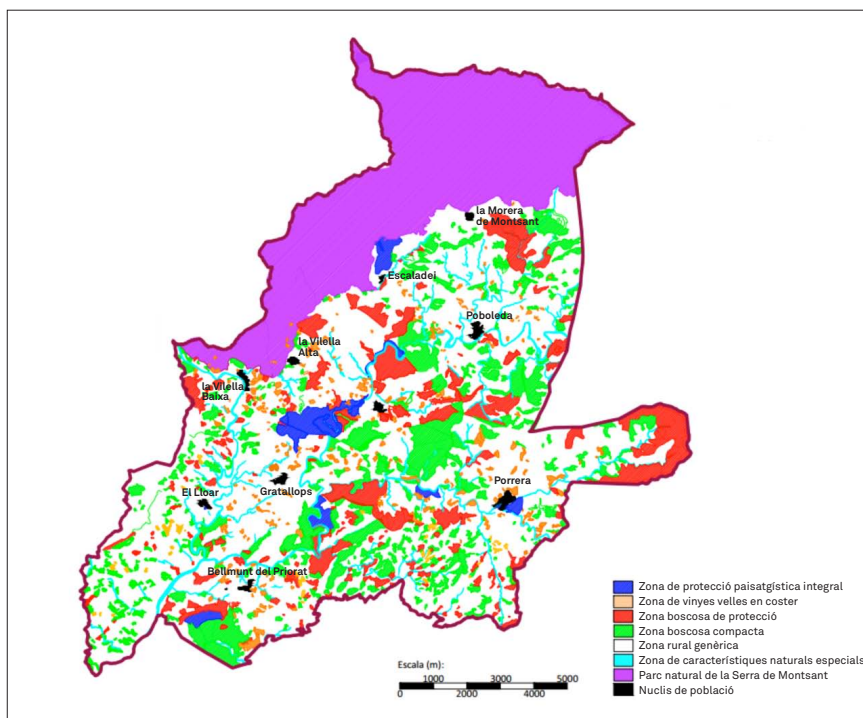 la Morera
de Montsant
Escaladei
Poboleda
la Vilella
Alta
la Vilella
Baixa
El Lloar
Gratallops
Porrera
Bellmunt del Priorat
Zona de protecció paisatgística integral
Zona de vinyes velles en coster
Zona boscosa de protecció
Zona boscosa compacta
Zona rural genèrica
Zona de característiques naturals especials
Parc natural de la Serra de Montsant
Nuclis de població
Escala (m):
1000 3000 5000
0 2000 4000